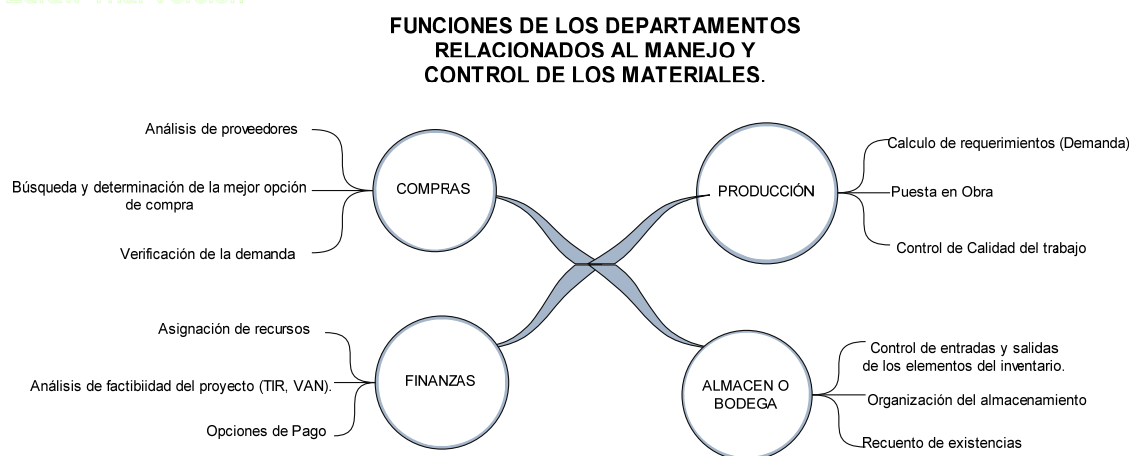 FUNCIONES DE LOS DEPARTAMENTOS
RELACIONADOS AL MANEJO Y
CONTROL DE LOS MATERIALES.
Análisis de proveedores
Búsqueda y determinación de la mejor opción
de compra
Verificación de la demanda
COMPRAS
PRODUCCIÓN
Calculo de requerimientos (Demanda)
Puesta en Obra
Control de Calidad del trabajo
Asignación de recursos
Análisis de factibiidad del proyecto (TIR, VAN).
Opciones de Pago
FINANZAS
ALMACEN O
BODEGA
Control de entradas y salidas
de los elementos del inventario.
Organización del almacenamiento
Recuento de existencias